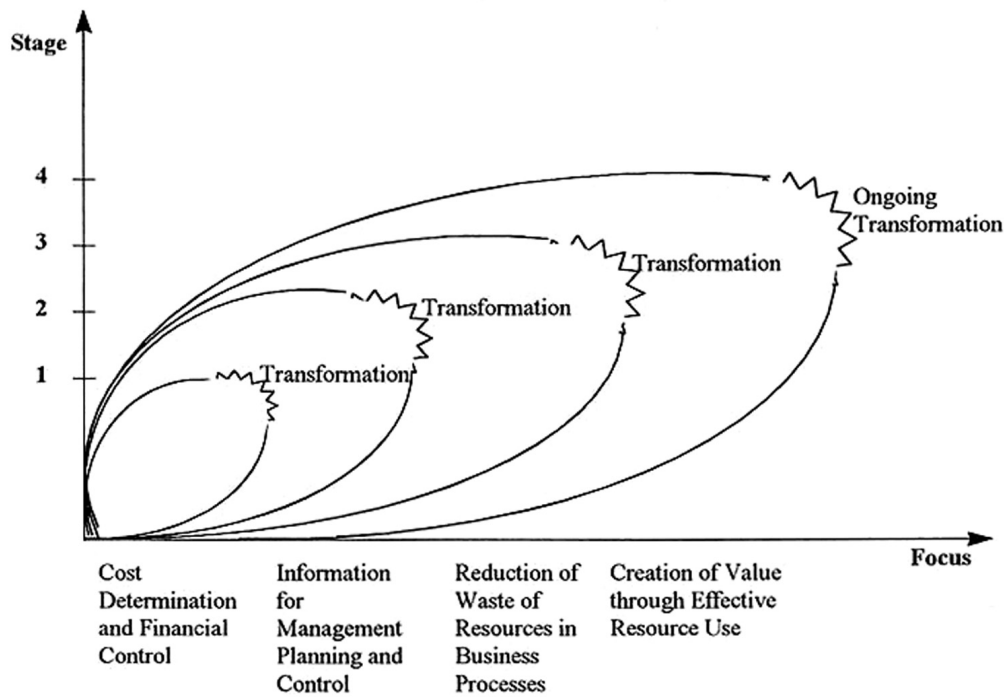 Stage
4
Ongoing
Transformation
3
Transformation
2
Transformation
1
Transformation
Focus
Cost
Determination
and Financial
Control
Information
for
Management
Planning and
Control
Reduction of
Waste of
Resources in
Business
Processes
Creation of Value
through Effective
Resource Use